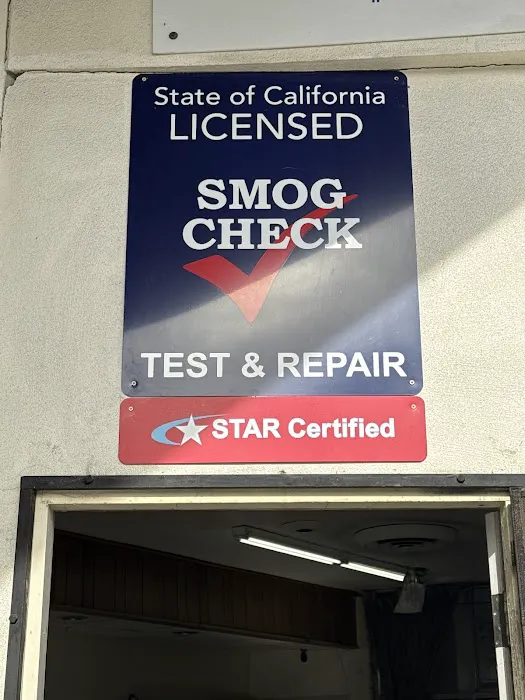 State of California
LICENSED
SMOG
CHECK
TEST & REPAIR
STAR Certified